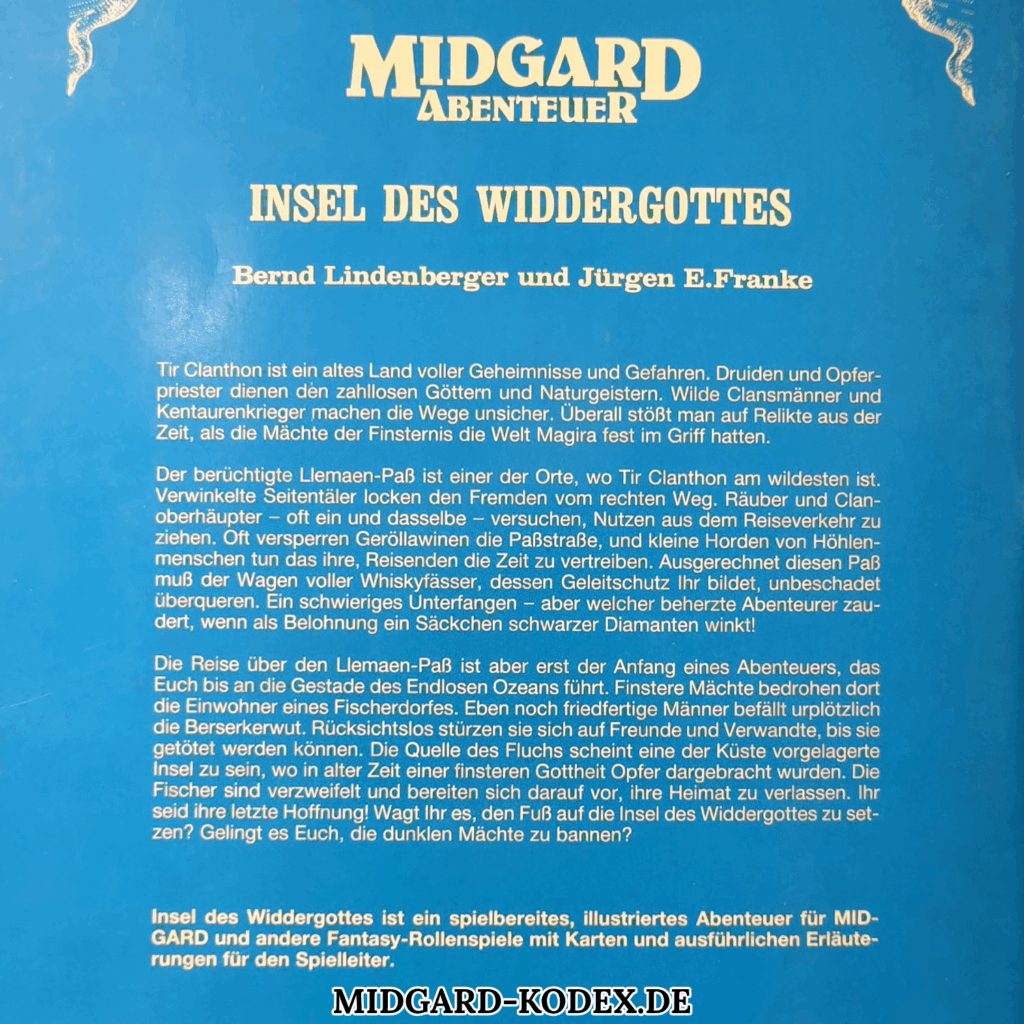 MIDGARD
ABENTEUER
INSEL DES WIDDERGOTTES
Bernd Lindenberger und Jürgen E.Franke
Tir Clanthon ist ein altes Land voller Geheimnisse und Gefahren. Druiden und Opfer-
priester dienen den zahllosen Göttern und Naturgeistern. Wilde Clansmänner und
Kentaurenkrieger machen die Wege unsicher. Überall stößt man auf Relikte aus der
Zeit, als die Mächte der Finsternis die Welt Magira fest im Griff hatten.
Der berüchtigte Llemaen-Paß ist einer der Orte, wo Tir Clanthon am wildesten ist.
Verwinkelte Seitentäler locken den Fremden vom rechten Weg. Räuber und Clan-
oberhäupter – oft ein und dasselbe – versuchen, Nutzen aus dem Reiseverkehr zu
ziehen. Oft versperren Geröllawinen die Paßstraße, und kleine Horden von Höhlen-
menschen tun das ihre, Reisenden die Zeit zu vertreiben. Ausgerechnet diesen Paß
muß der Wagen voller Whiskyfässer, dessen Geleitschutz Ihr bildet, unbeschadet
überqueren. Ein schwieriges Unterfangen – aber welcher beherzte Abenteurer zau-
dert, wenn als Belohnung ein Säckchen schwarzer Diamanten winkt!
Die Reise über den Llemaen-Paß ist aber erst der Anfang eines Abenteuers, das
Euch bis an die Gestade des Endlosen Ozeans führt. Finstere Mächte bedrohen dort
die Einwohner eines Fischerdorfes. Eben noch friedfertige Männer befällt urplötzlich
die Berserkerwut. Rücksichtslos stürzen sie sich auf Freunde und Verwandte, bis sie
getötet werden können. Die Quelle des Fluchs scheint eine der Küste vorgelagerte
Insel zu sein, wo in alter Zeit einer finsteren Gottheit Opfer dargebracht wurden. Die
Fischer sind verzweifelt und bereiten sich darauf vor, ihre Heimat zu verlassen. Ihr
seid ihre letzte Hoffnung! Wagt Ihr es, den Fuß auf die Insel des Widdergottes zu set-
zen? Gelingt es Euch, die dunklen Mächte zu bannen?
Insel des Widdergottes ist ein spielbereites, illustriertes Abenteuer für MID-
GARD und andere Fantasy-Rollenspiele mit Karten und ausführlichen Erläute-
rungen für den Spielleiter.
MIDGARD-KODEX.DE